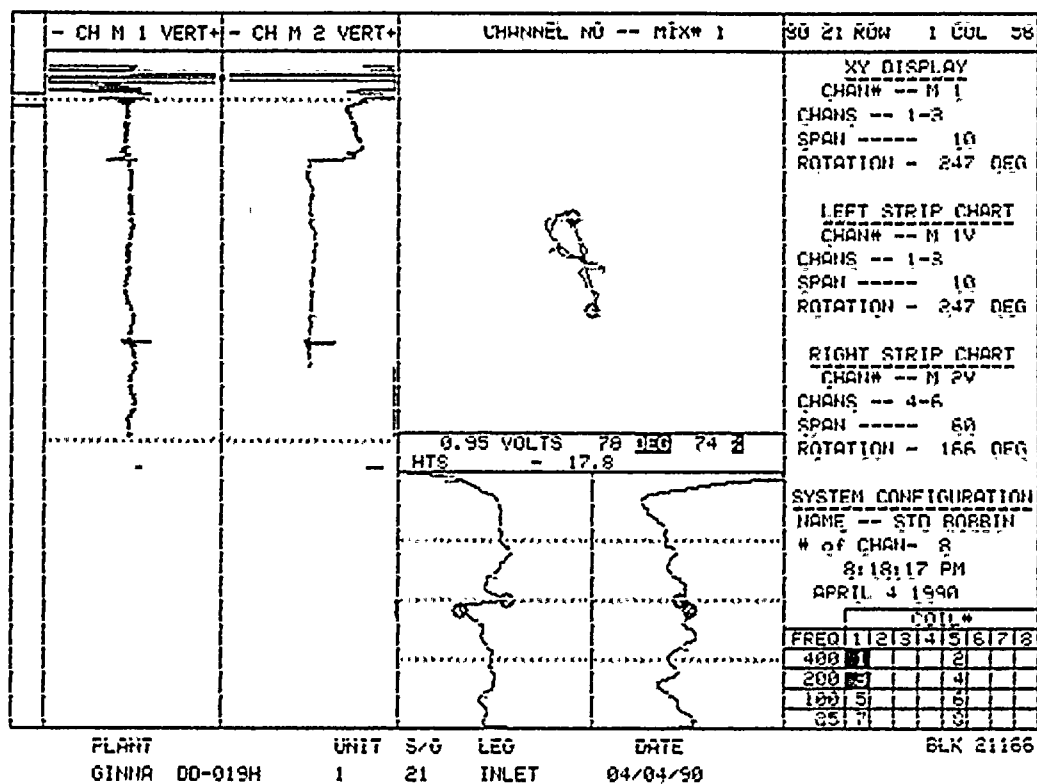 - CH M 1 VERT+ - CH M 2 VERT+ CHANNEL NO -- MIX# 1 SG 21 ROW 1 COL 56
XY DISPLAY
CHAN# -- M 1
CHANS -- 1-3
SPAN ----- 10
ROTATION - 247 DEG
LEFT STRIP CHART
CHAN# -- M 1V
CHANS -- 1-3
SPAN ----- 10
ROTATION - 247 DEG
RIGHT STRIP CHART
CHAN# -- M 2V
CHANS -- 4-6
SPAN ----- 60
ROTATION - 166 DEG
0.95 VOLTS 78 DEG 74 %
HTS - 17.8
SYSTEM CONFIGURATION
NAME -- STD BOBBIN
# of CHAN- 8
8:18:17 PM
APRIL 4 1990
COIL#
FREQ 1 2 3 4 5 6 7 8
400 1 2
200 3 4
100 5 6
7 8
PLANT UNIT S/G LEG DATE BLK 21166
GINNA DD-019H 1 21 INLET 04/04/90